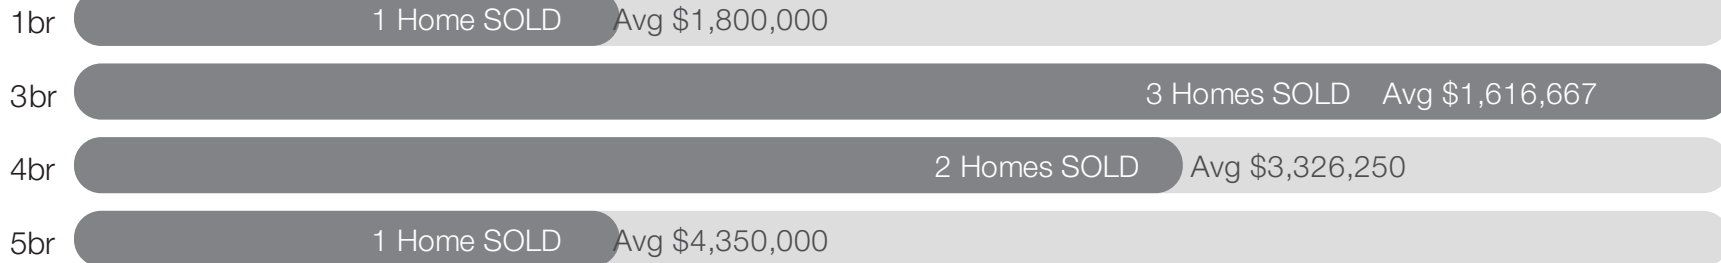 1br 1 Home SOLD Avg $1,800,000
3br 3 Homes SOLD Avg $1,616,667
4br 2 Homes SOLD Avg $3,326,250
5br 1 Home SOLD Avg $4,350,000